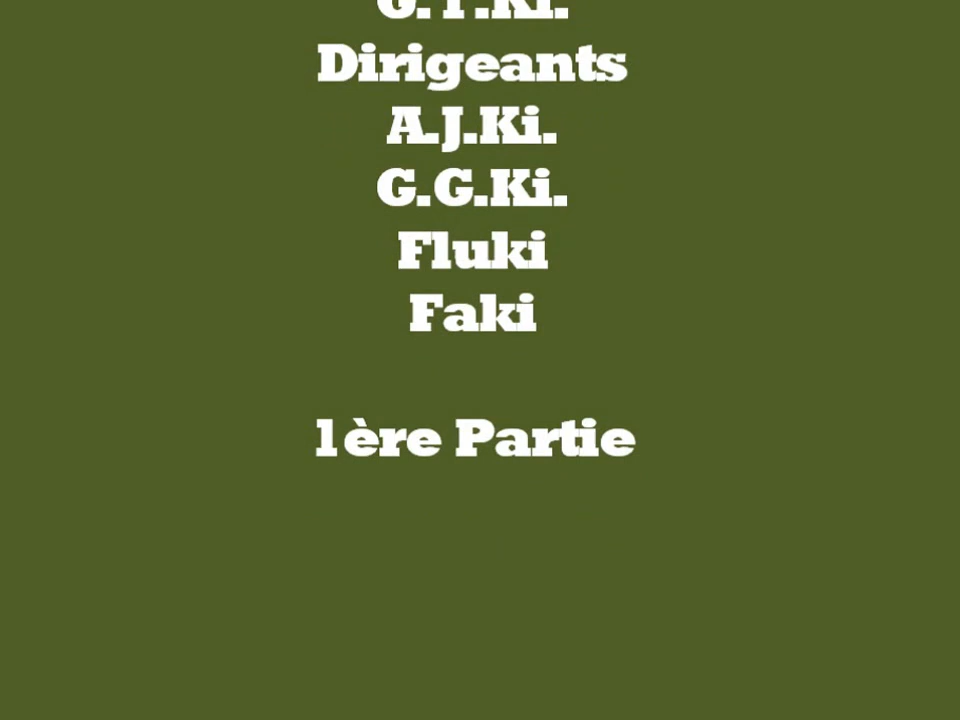 Dirigeants
A.J.Ki.
G.G.Ki.
Fluki
Faki
1ère Partie